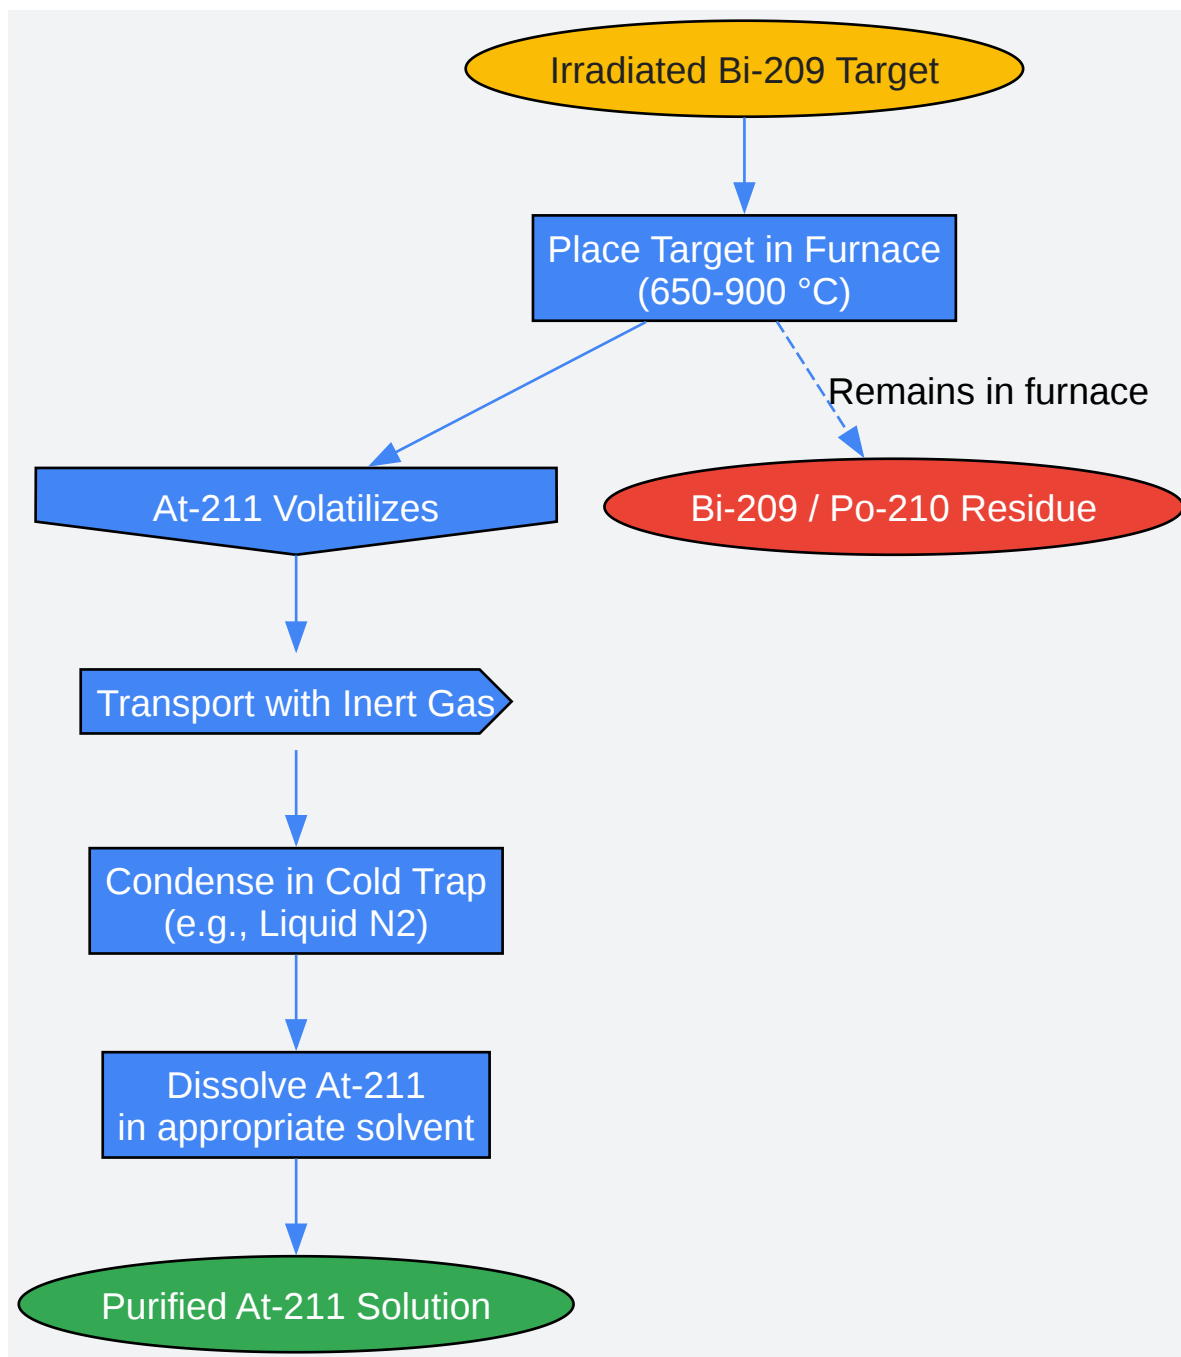 Irradiated Bi-209 Target
Place Target in Furnace
(650-900 °C)
Remains in furnace
At-211 Volatilizes
Bi-209 / Po-210 Residue
Transport with Inert Gas
Condense in Cold Trap
(e.g., Liquid N2)
Dissolve At-211
in appropriate solvent
Purified At-211 Solution